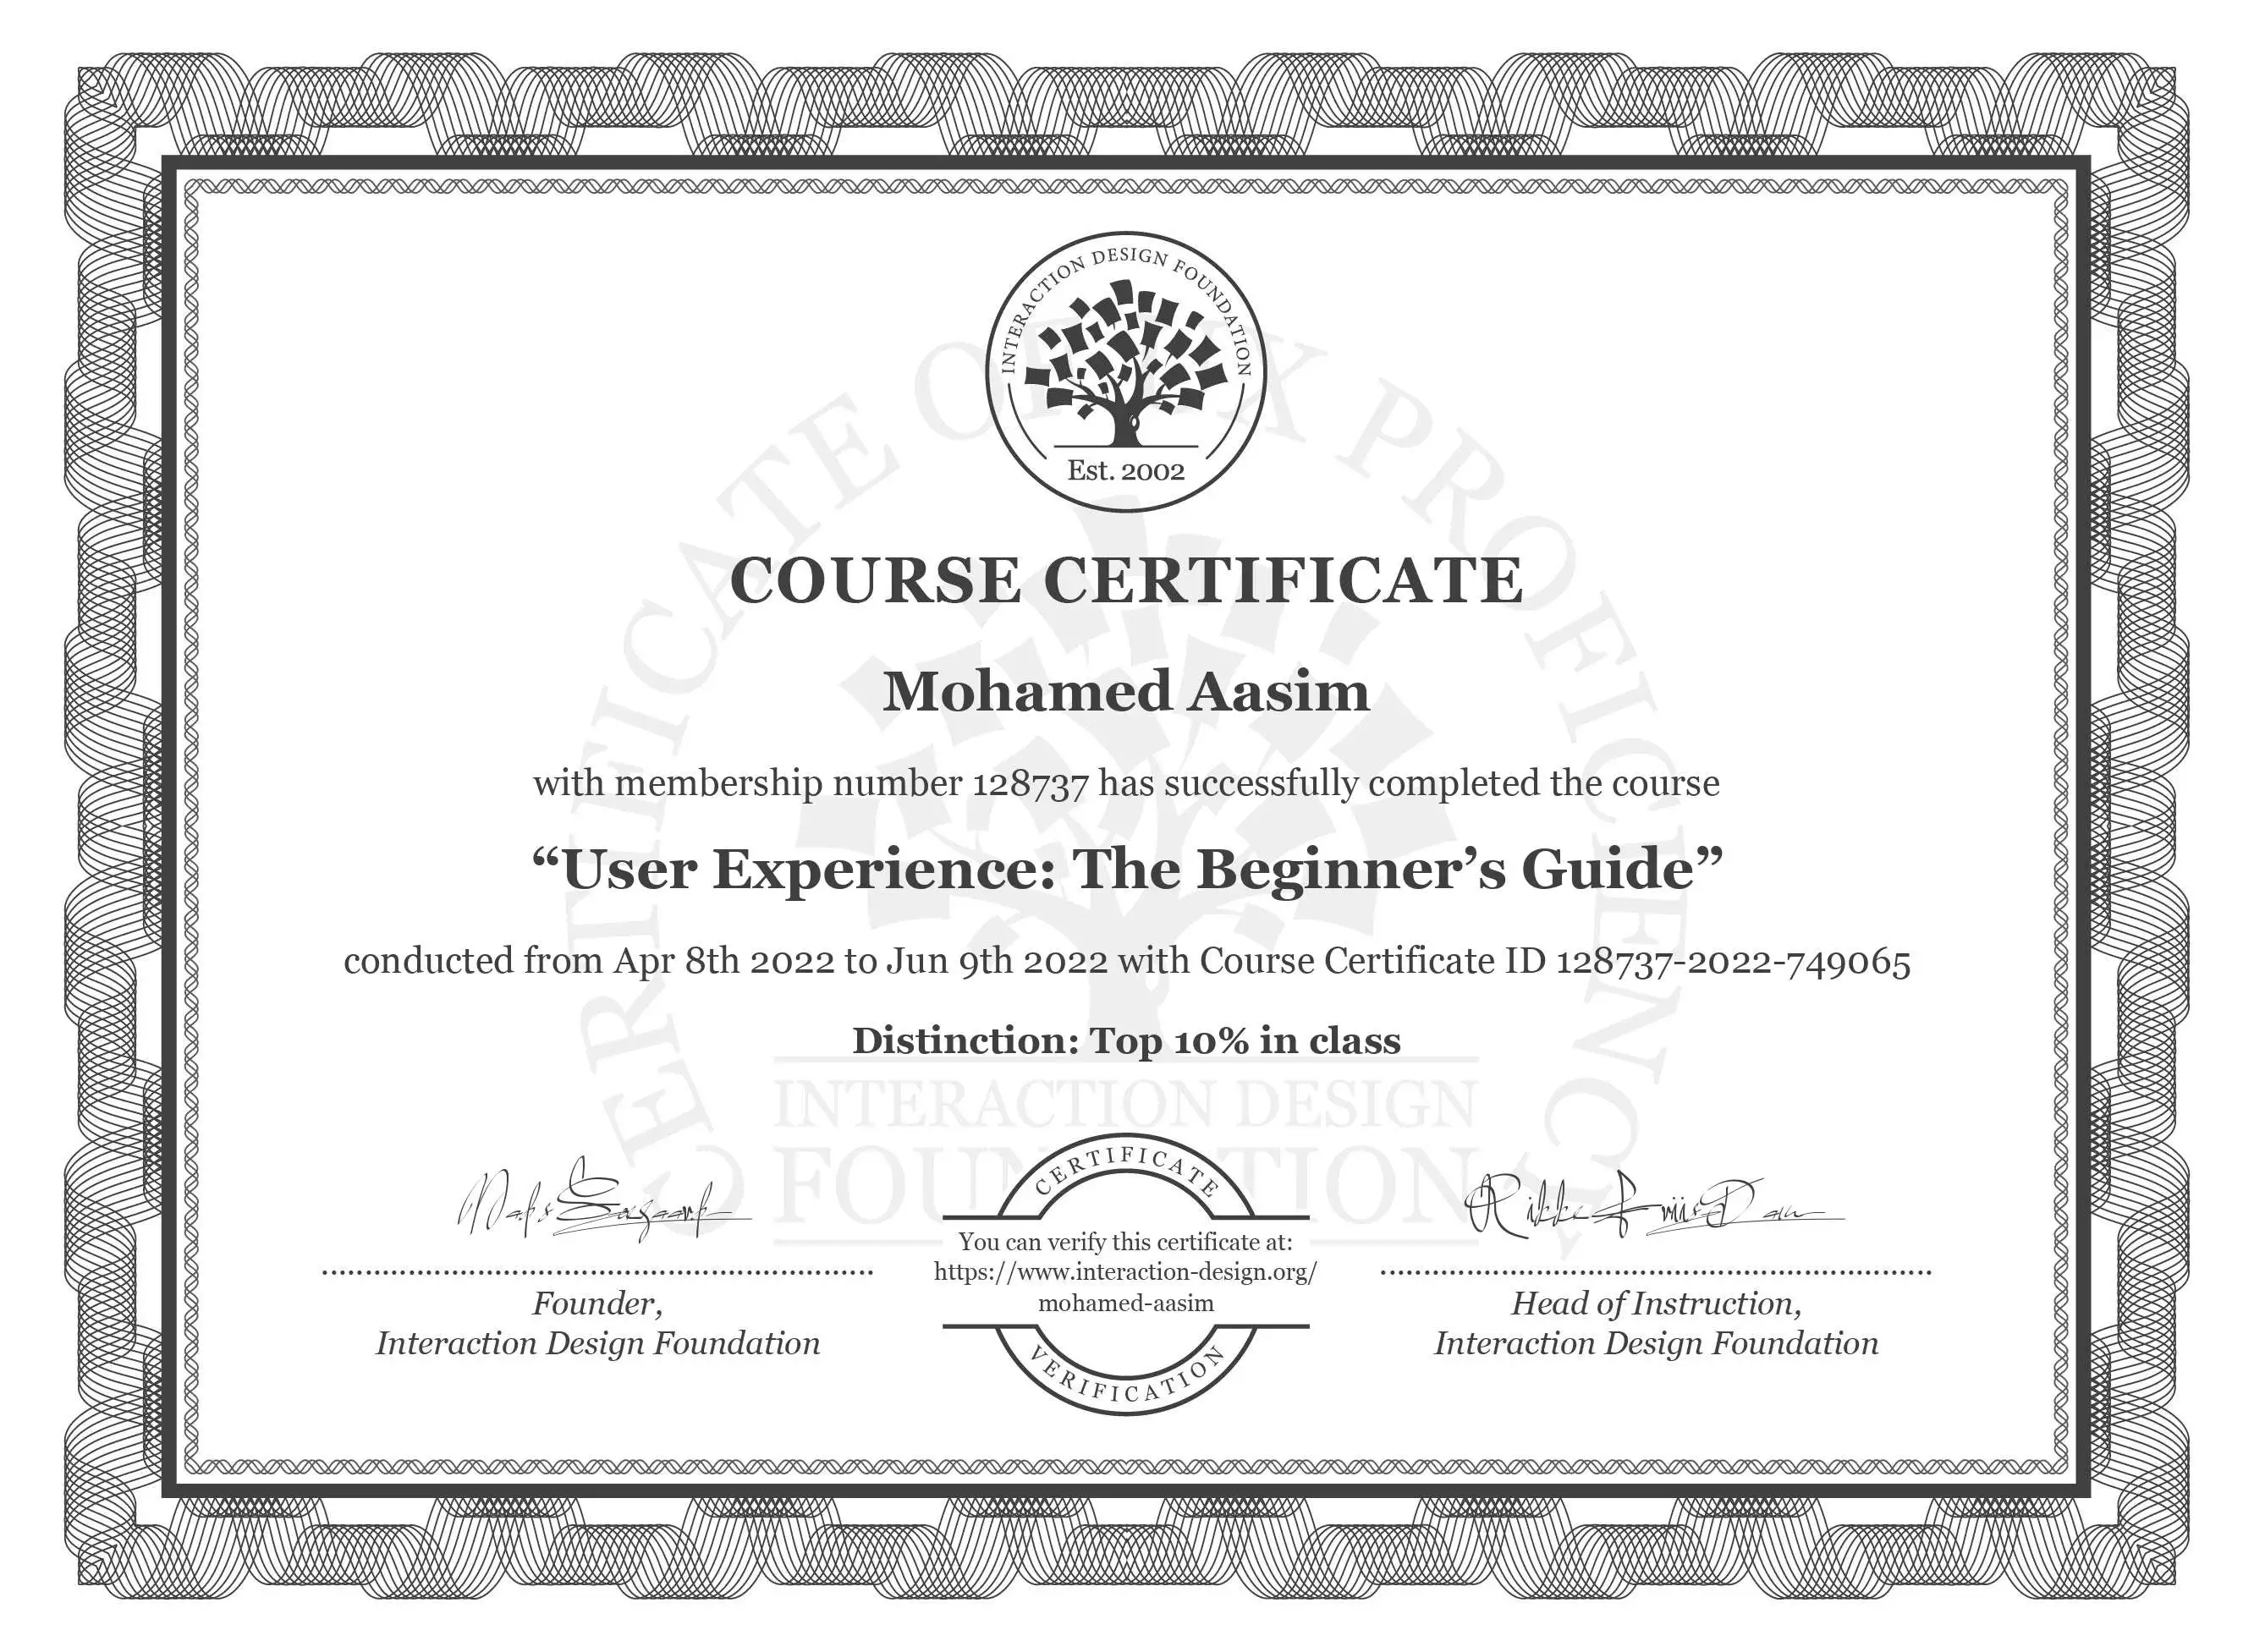 INTERACTION DESIGN FOUNDATION
Est. 2002
COURSE CERTIFICATE
Mohamed Aasim
with membership number 128737 has successfully completed the course
“User Experience: The Beginner’s Guide”
conducted from Apr 8th 2022 to Jun 9th 2022 with Course Certificate ID 128737-2022-749065
Distinction: Top 10% in class
CERTIFICATE OF UX PROFICIENCY
INTERACTION DESIGN
FOUNDATION
Founder,
Interaction Design Foundation
CERTIFICATE
You can verify this certificate at:
https://www.interaction-design.org/
mohamed-aasim
VERIFICATION
Head of Instruction,
Interaction Design Foundation